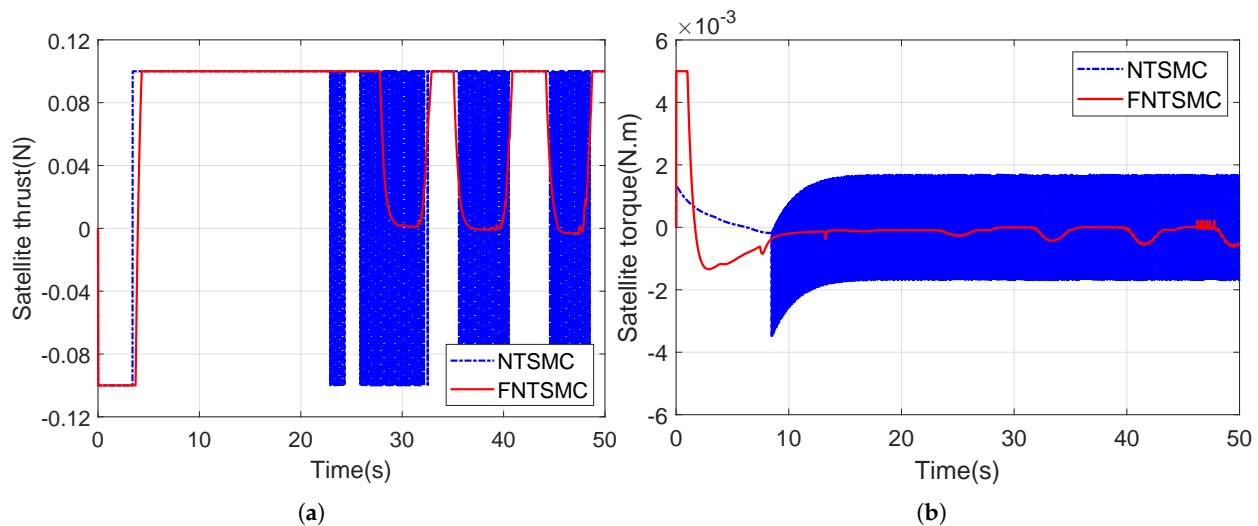 0.12
0.08
0.04
0
-0.04
-0.08
-0.12
Satellite thrust(N)
0 10 20 30 40 50
Time(s)
NTSMC
FNTSMC
(a)
×10⁻³
6
4
2
0
-2
-4
-6
Satellite torque(N.m)
0 10 20 30 40 50
Time(s)
NTSMC
FNTSMC
(b)